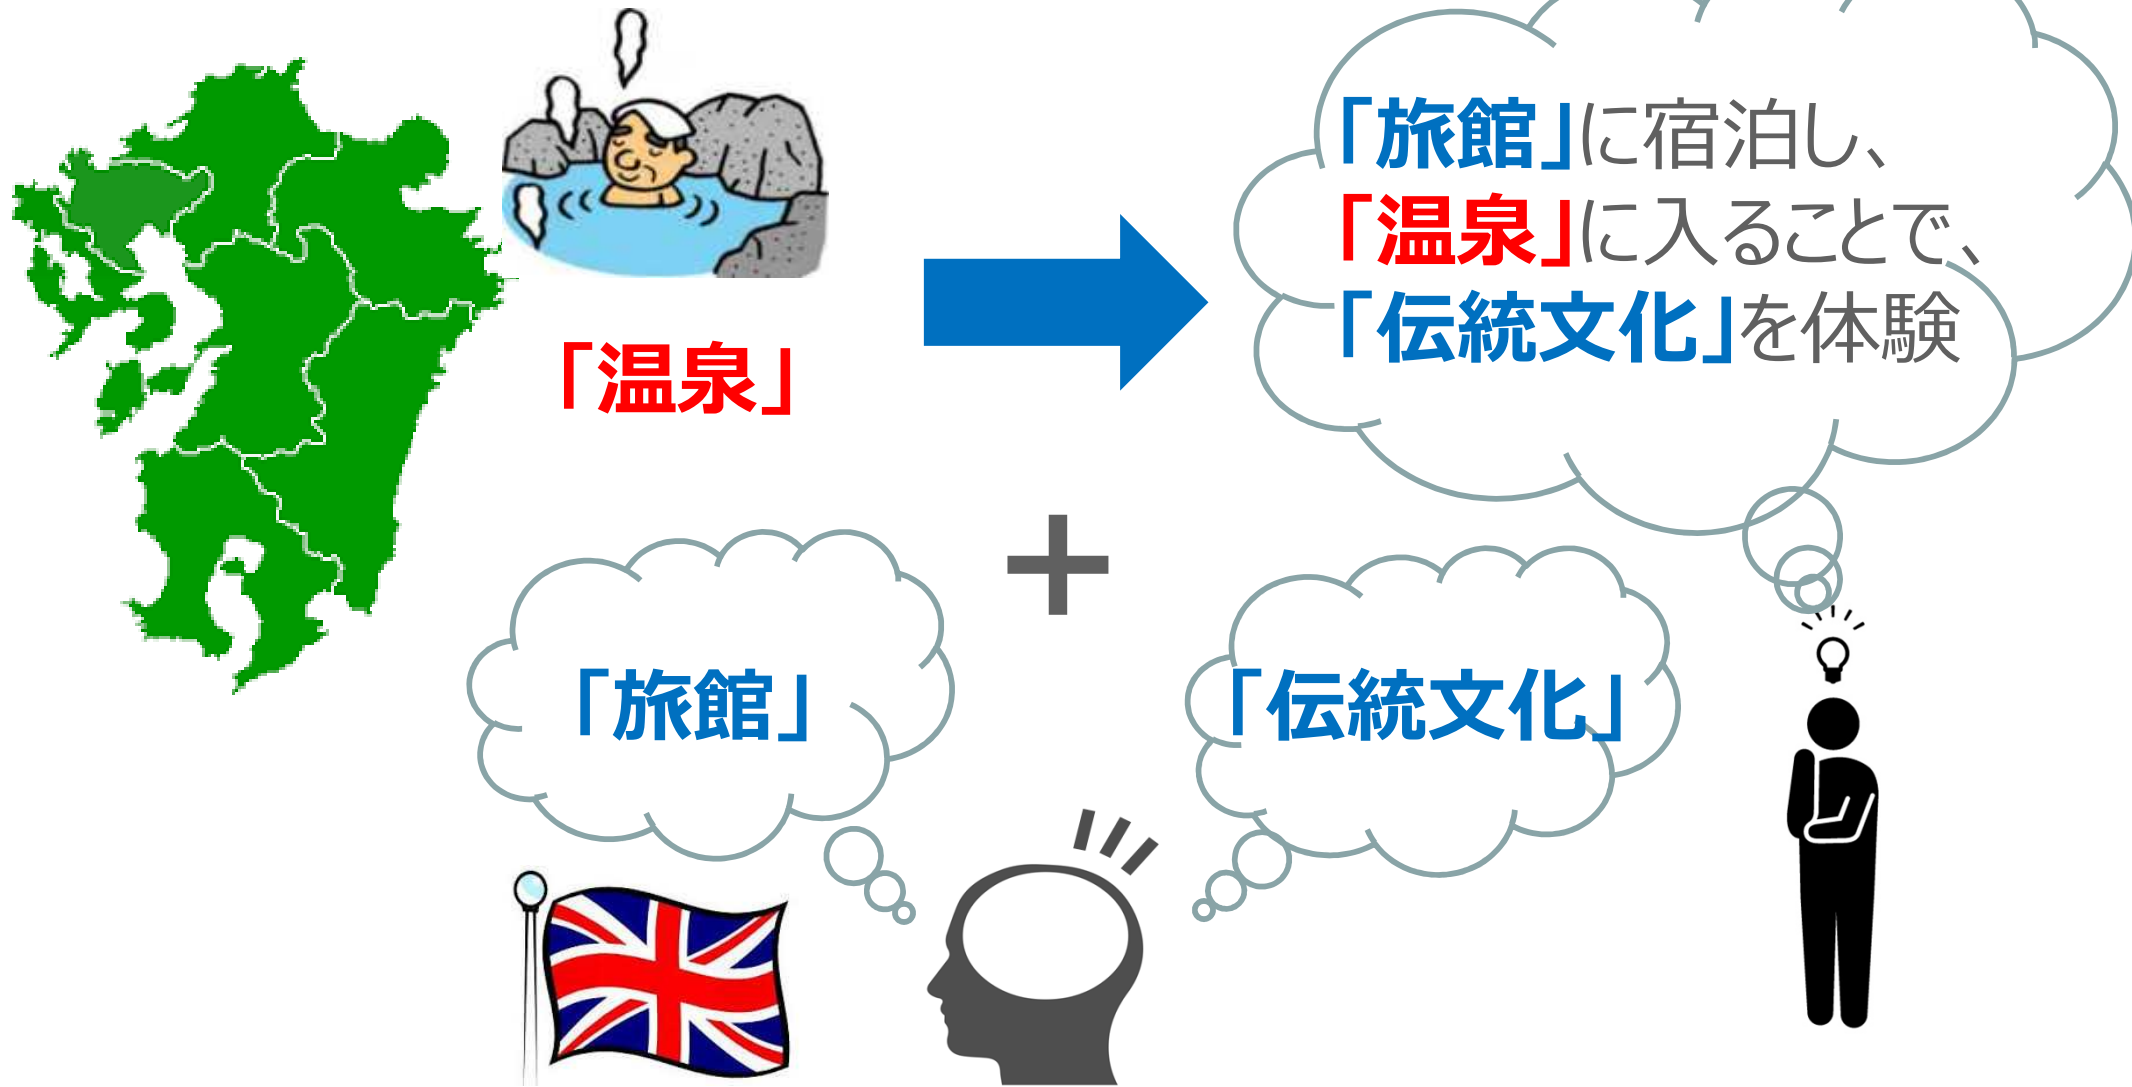 「旅館」に宿泊し、
「温泉」に入ることで、
「伝統文化」を体験
「温泉」
+
「旅館」
「伝統文化」